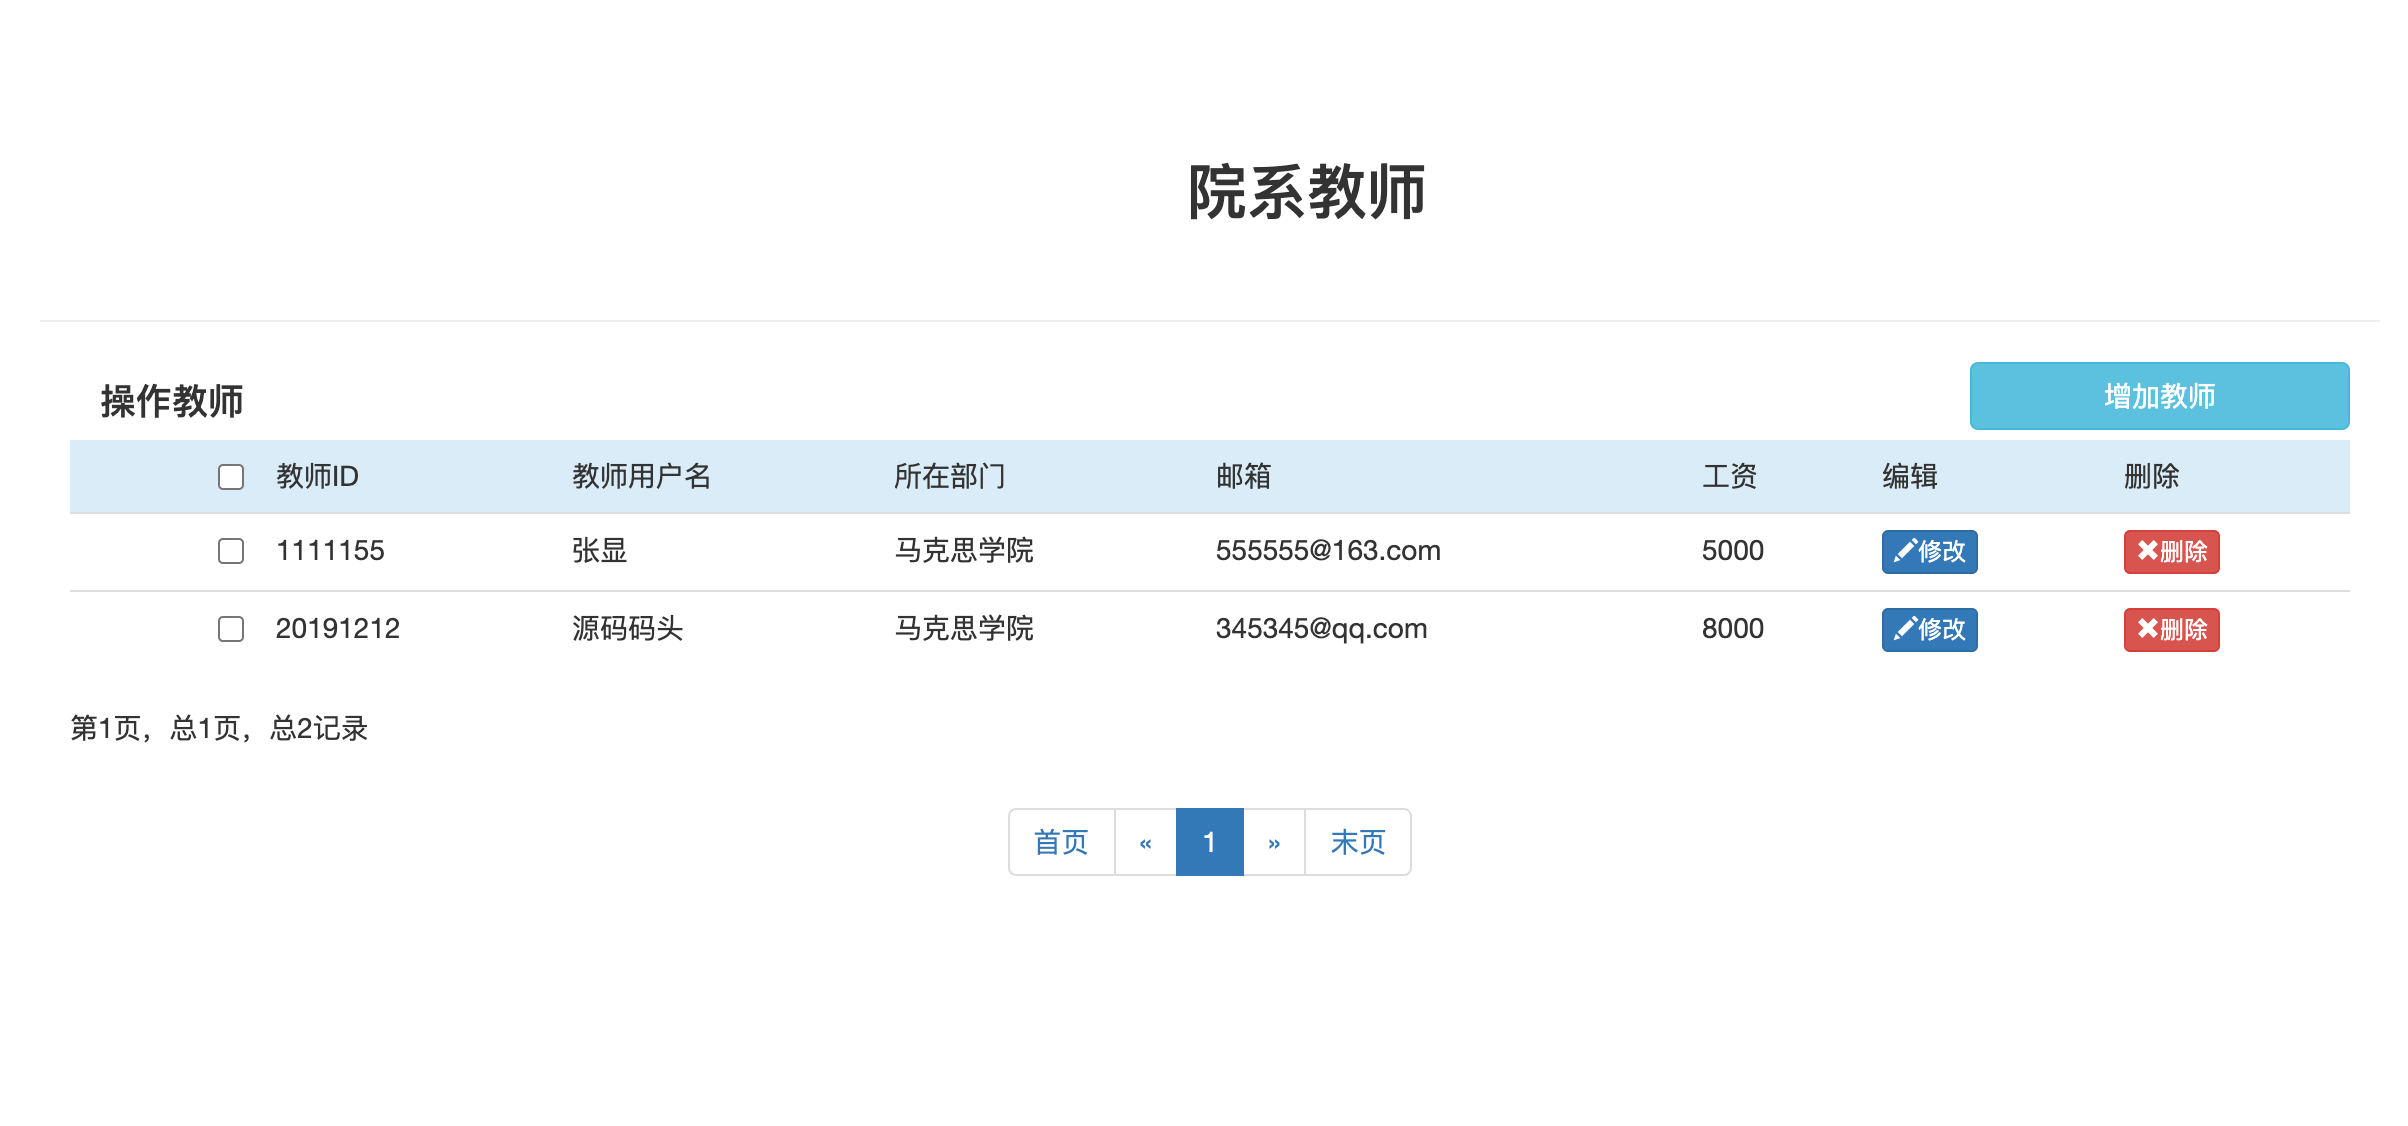 院系教师
操作教师 增加教师
教师ID 教师用户名 所在部门 邮箱 工资 编辑 删除
1111155 张显 马克思学院 555555@163.com 5000 修改 删除
20191212 源码码头 马克思学院 345345@qq.com 8000 修改 删除
第1页，总1页，总2记录
首页 « 1 » 末页